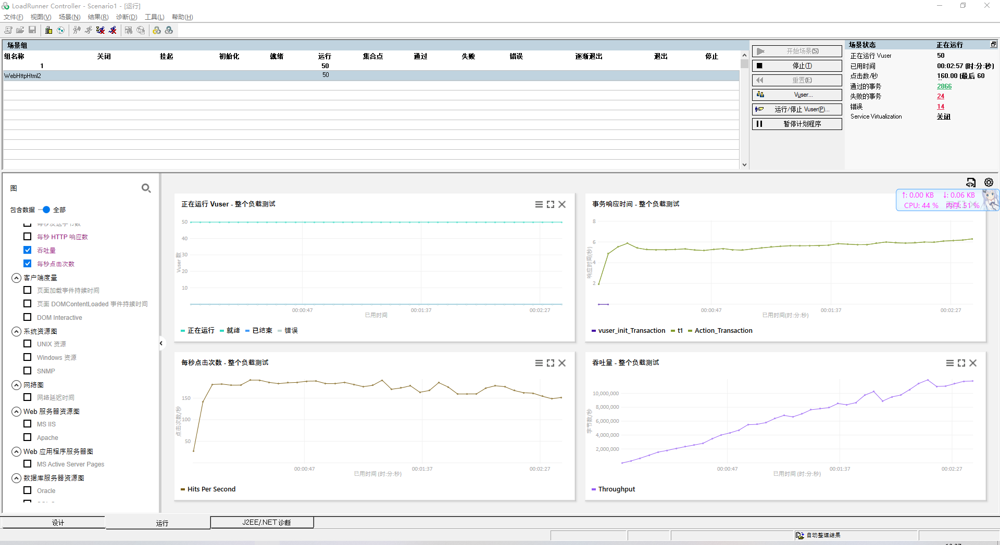 LoadRunner Controller - Scenario1 - [运行]
文件(F) 视图(V) 场景(N) 结果(R) 诊断(D) 工具(L) 帮助(H)
场景组
组名称 关闭 挂起 初始化 就绪 运行 集合点 通过 失败 错误 逐渐退出 退出 停止
1 50
WebHttpHtml2 50
开始场景(S)
停止(T)
重置(E)
Vuser...
运行/停止 Vuser(P)...
暂停计划程序
场景状态 正在运行
正在运行 Vuser 50
已用时间 00:02:57 (时:分:秒)
点击数/秒 160.00 (最后 60
通过的事务 2866
失败的事务 24
错误 14
Service Virtualization 关闭
图
包含数据 全部
每秒发送字节数
每秒 HTTP 响应数
吞吐量
每秒点击次数
客户端度量
页面加载事件持续时间
页面 DOMContentLoaded 事件持续时间
DOM Interactive
系统资源图
UNIX 资源
Windows 资源
SNMP
网络图
网络延迟时间
Web 服务器资源图
MS IIS
Apache
Web 应用程序服务器图
MS Active Server Pages
数据库服务器资源图
Oracle
↑: 0.00 KB ↓: 0.06 KB
CPU: 44 % 内存: 51 %
正在运行 Vuser - 整个负载测试
50
40
30
20
10
Vuser 数
00:00:47 00:01:37 00:02:27
已用时间
正在运行 就绪 已结束 错误
事务响应时间 - 整个负载测试
8
6
4
2
响应时间(秒)
00:00:47 00:01:37 00:02:27
已用时间(时:分:秒)
vuser_init_Transaction t1 Action_Transaction
每秒点击次数 - 整个负载测试
150
100
50
点击次数/秒
00:00:47 00:01:37 00:02:27
已用时间 (时:分:秒)
Hits Per Second
吞吐量 - 整个负载测试
10,000,000
8,000,000
6,000,000
4,000,000
2,000,000
字节数/秒
00:00:47 00:01:37 00:02:27
已用时间 (时:分:秒)
Throughput
设计 运行 J2EE/.NET 诊断
自动整理结果